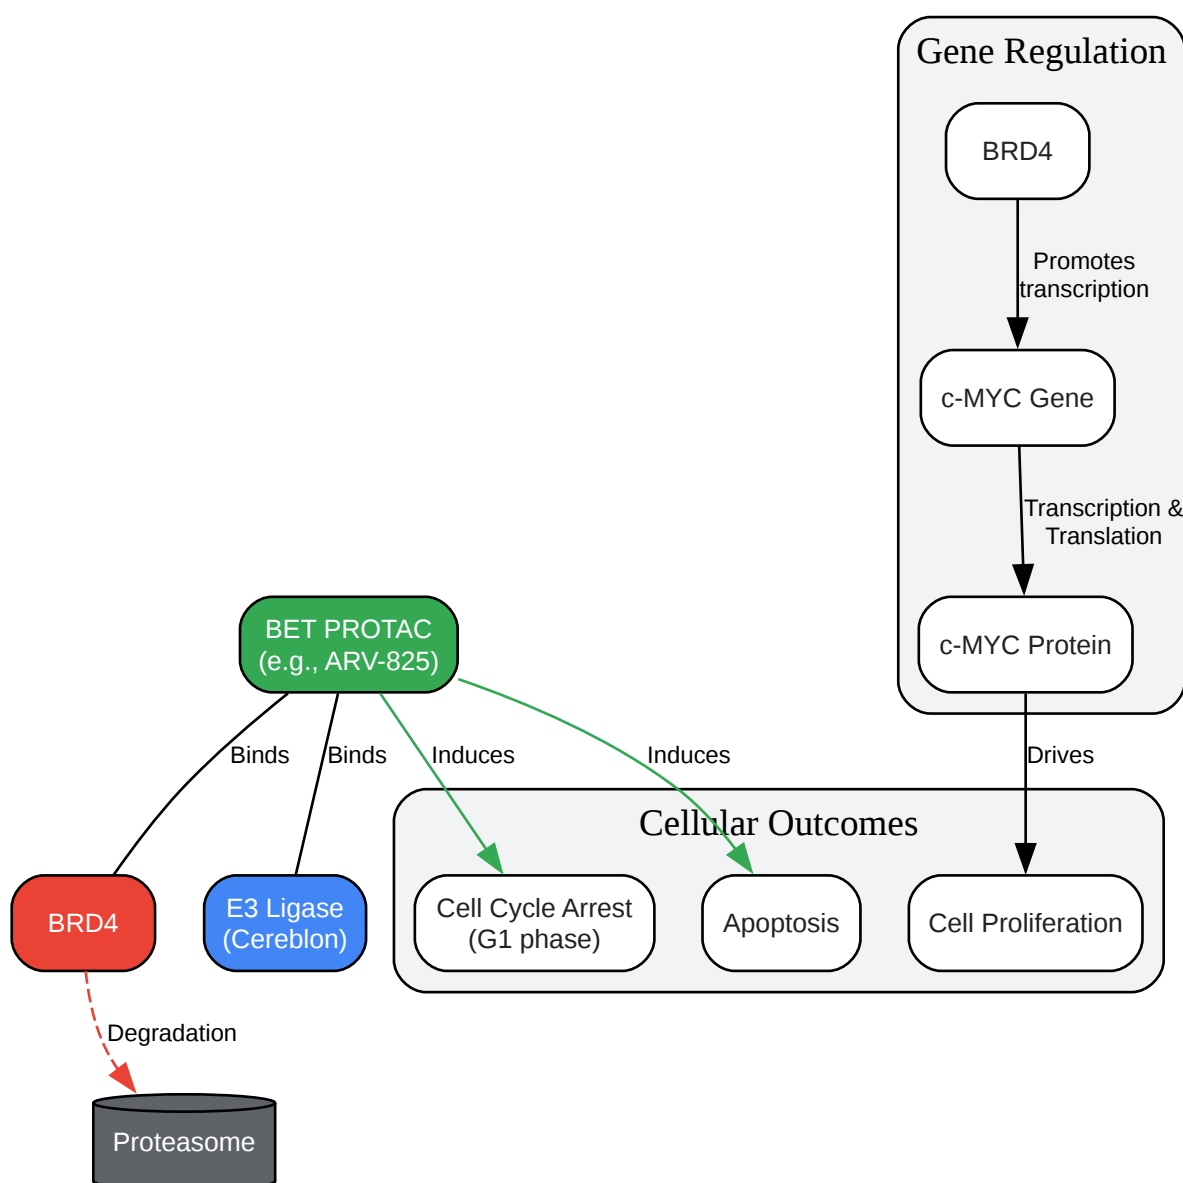 Gene Regulation
BRD4
Promotes
transcription
c-MYC Gene
Transcription &
Translation
BET PROTAC
(e.g., ARV-825)
c-MYC Protein
Binds
Binds
Induces
Induces
Drives
Cellular Outcomes
BRD4
E3 Ligase
(Cereblon)
Cell Cycle Arrest
(G1 phase)
Apoptosis
Cell Proliferation
Degradation
Proteasome